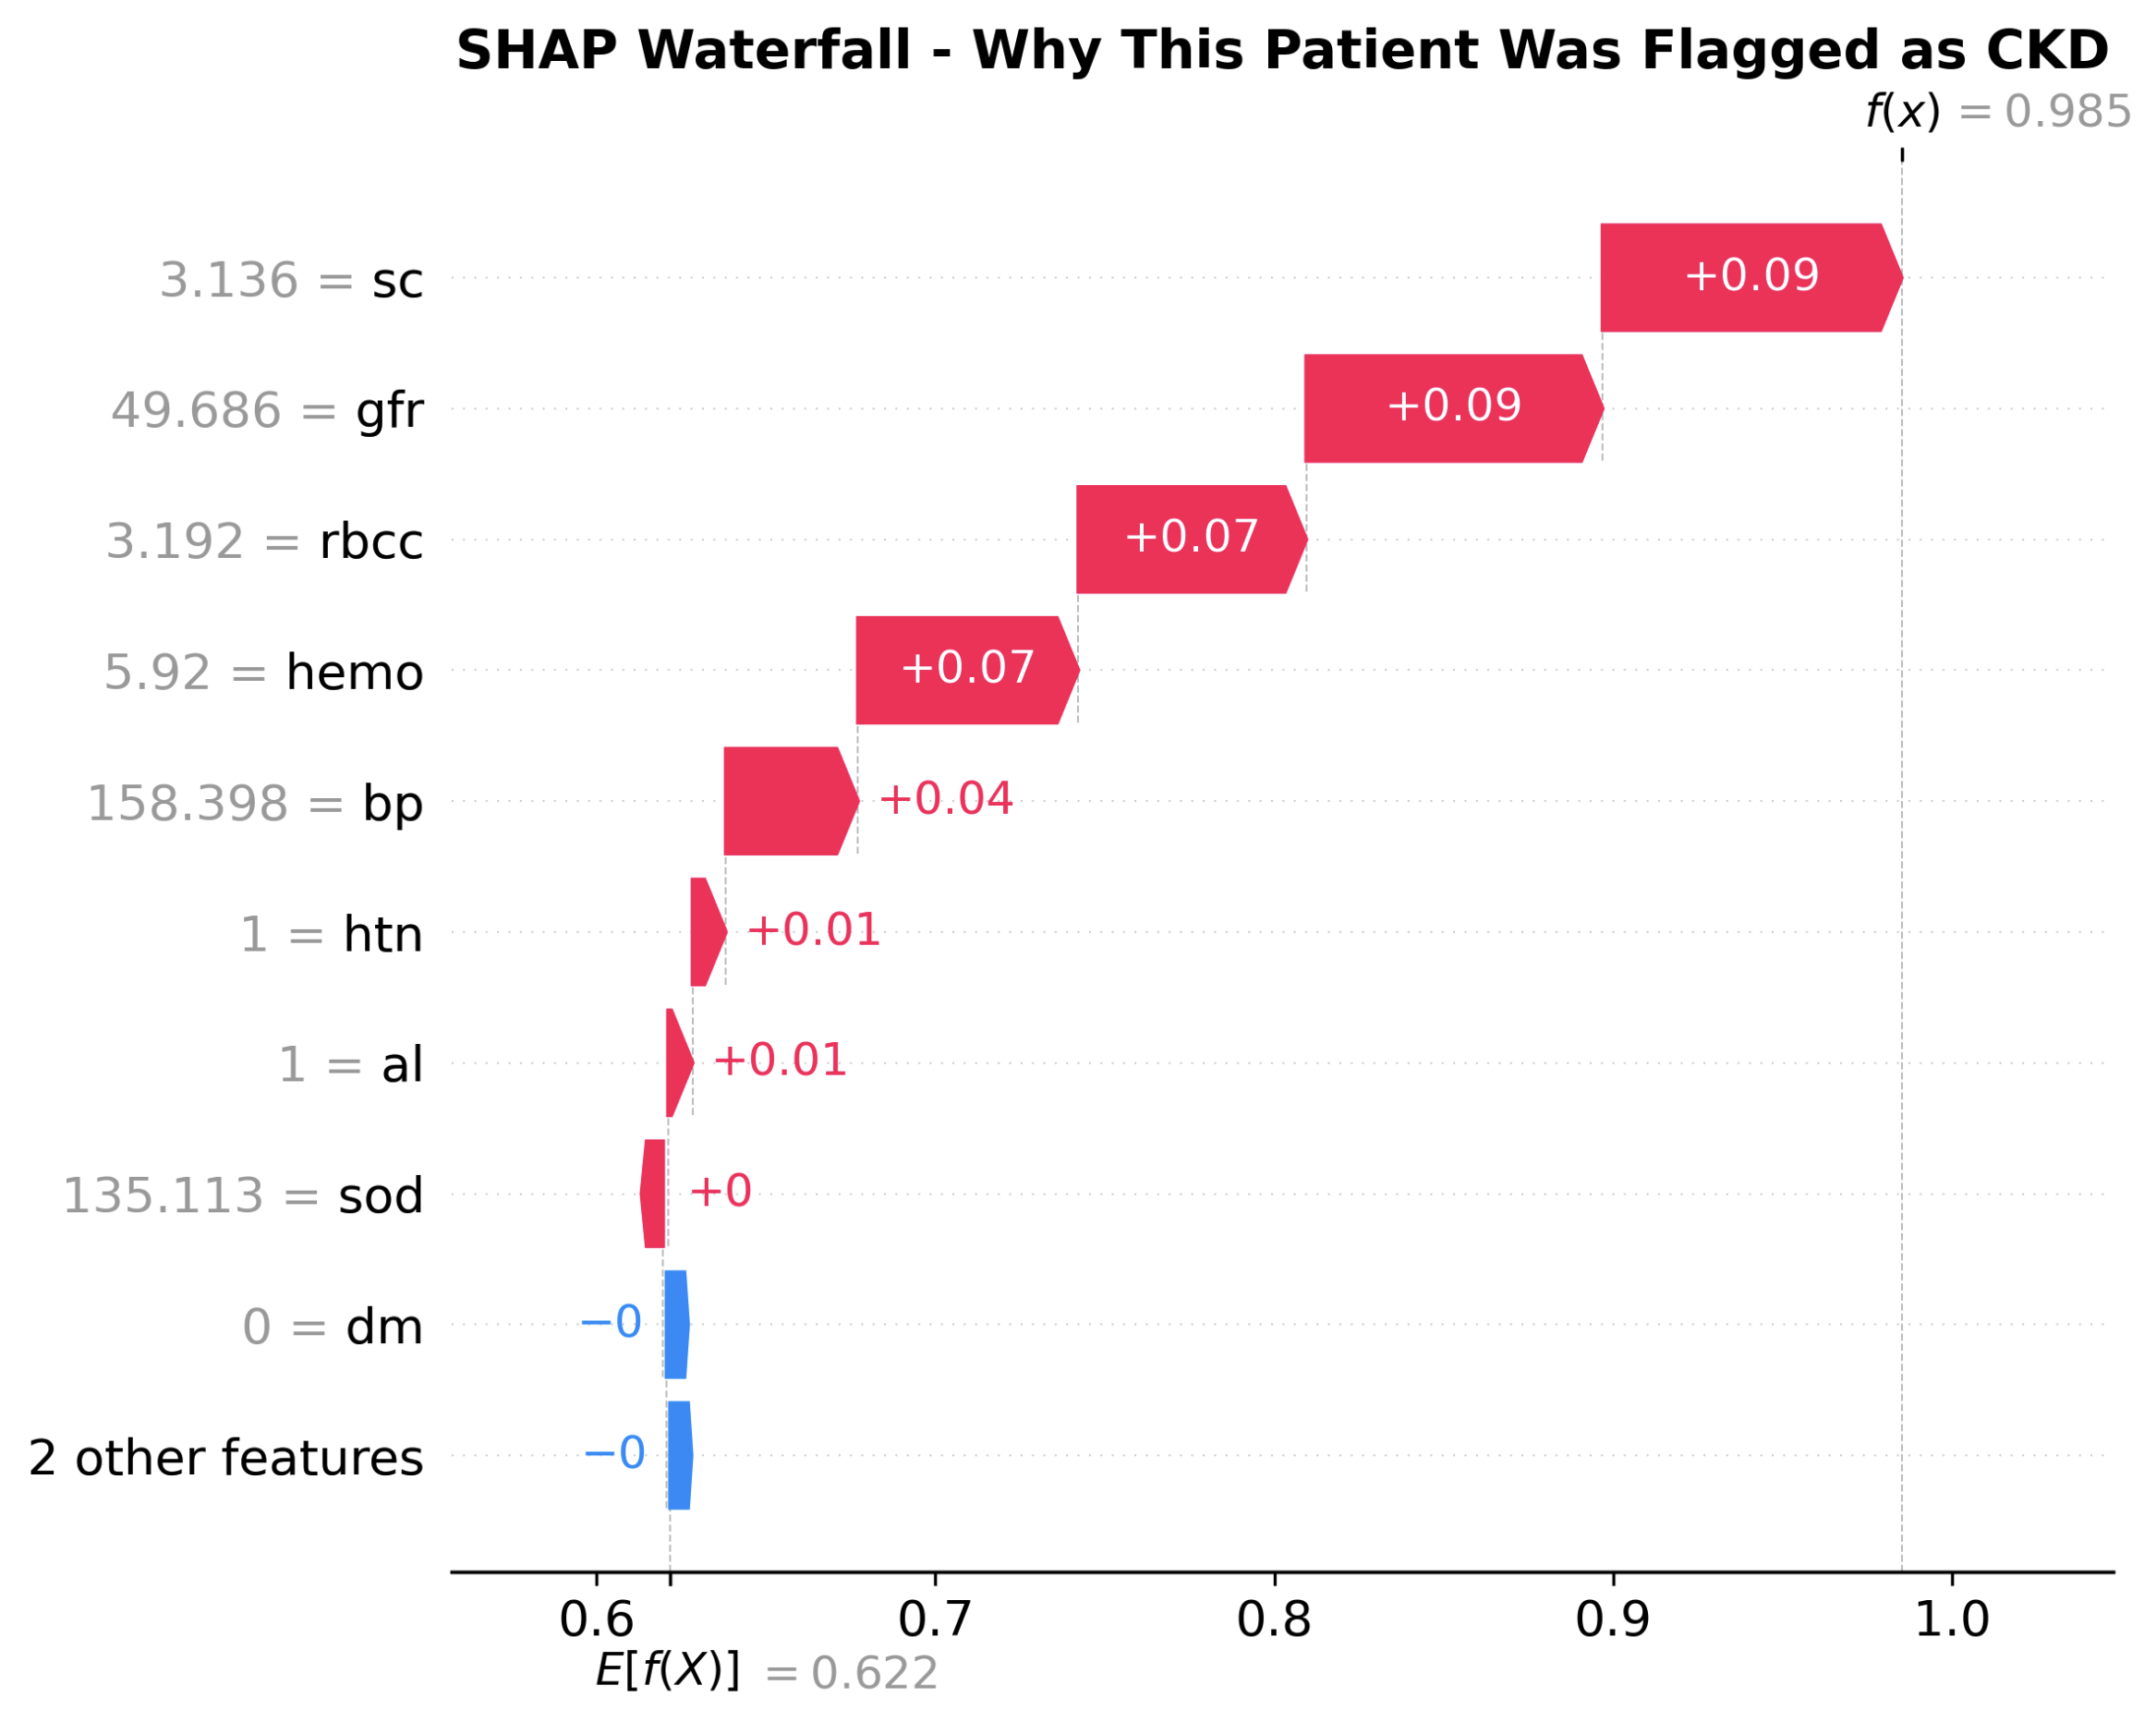 SHAP Waterfall - Why This Patient Was Flagged as CKD
f(x) = 0.985
3.136 = sc
+0.09
49.686 = gfr
+0.09
3.192 = rbcc
+0.07
5.92 = hemo
+0.07
158.398 = bp
+0.04
1 = htn
+0.01
1 = al
+0.01
135.113 = sod
+0
0 = dm
−0
2 other features
−0
0.6 0.7 0.8 0.9 1.0
E[f(X)] = 0.622